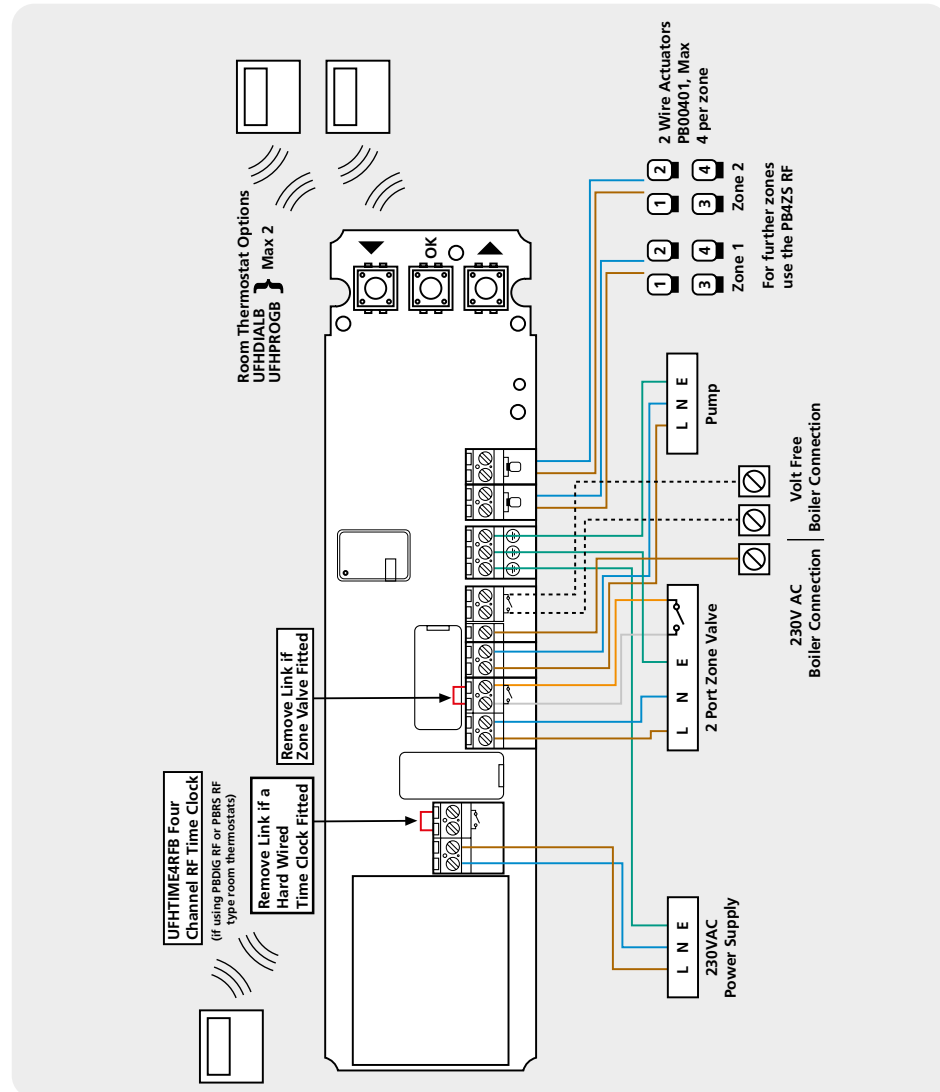 UFHTIME4RFB Four
Channel RF Time Clock
(if using PBDIG RF or PBRS RF
type room thermostats)
Remove Link if a
Hard Wired
Time Clock Fitted
Remove Link if
Zone Valve Fitted
Room Thermostat Options
UFHDIALB
UFHPROGB
} Max 2
OK
2 Wire Actuators
PB00401, Max
4 per zone
1 2
3 4
Zone 1
1 2
3 4
Zone 2
For further zones
use the PB4ZS RF
L N E
230VAC
Power Supply
L N E
2 Port Zone Valve
230V AC
Boiler Connection
Volt Free
Boiler Connection
L N E
Pump